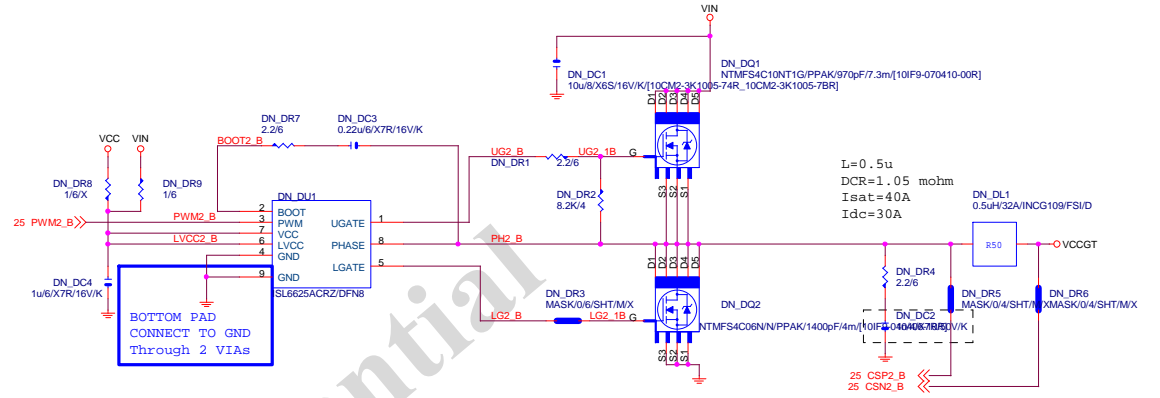 VIN
DN_DC1
10u/8/X6S/16V/K/[10CM2-3K1005-74R_10CM2-3K1005-7BR]
DN_DQ1
NTMFS4C10NT1G/PPAK/970pF/7.3m/[10IF9-070410-00R]
D1
D2
D3
D4
D5
G
S3
S2
S1
DN_DR7
2.2/6
DN_DC3
0.22u/6/X7R/16V/K
BOOT2_B
VCC
VIN
DN_DR8
1/6/X
DN_DR9
1/6
UG2_B
DN_DR1
2.2/6
UG2_1B
DN_DR2
8.2K/4
L=0.5u
DCR=1.05 mohm
Isat=40A
Idc=30A
DN_DL1
0.5uH/32A/INCG109/FSI/D
R50
VCCGT
DN_DU1
2 BOOT
3 PWM
7 VCC
6 LVCC
4 GND
9 GND
UGATE 1
PHASE 8
LGATE 5
SL6625ACRZ/DFN8
25 PWM2_B
PWM2_B
LVCC2_B
PH2_B
DN_DC4
1u/6/X7R/16V/K
BOTTOM PAD
CONNECT TO GND
Through 2 VIAs
DN_DR3
MASK/0/6/SHT/M/X
LG2_B
LG2_1B
D1
D2
D3
D4
D5
G
S3
S2
S1
DN_DQ2
NTMFS4C06N/N/PPAK/1400pF/4m/
DN_DR4
2.2/6
DN_DC2
DN_DR5
MASK/0/4/SHT/M/X
DN_DR6
MASK/0/4/SHT/M/X
25 CSP2_B
25 CSN2_B